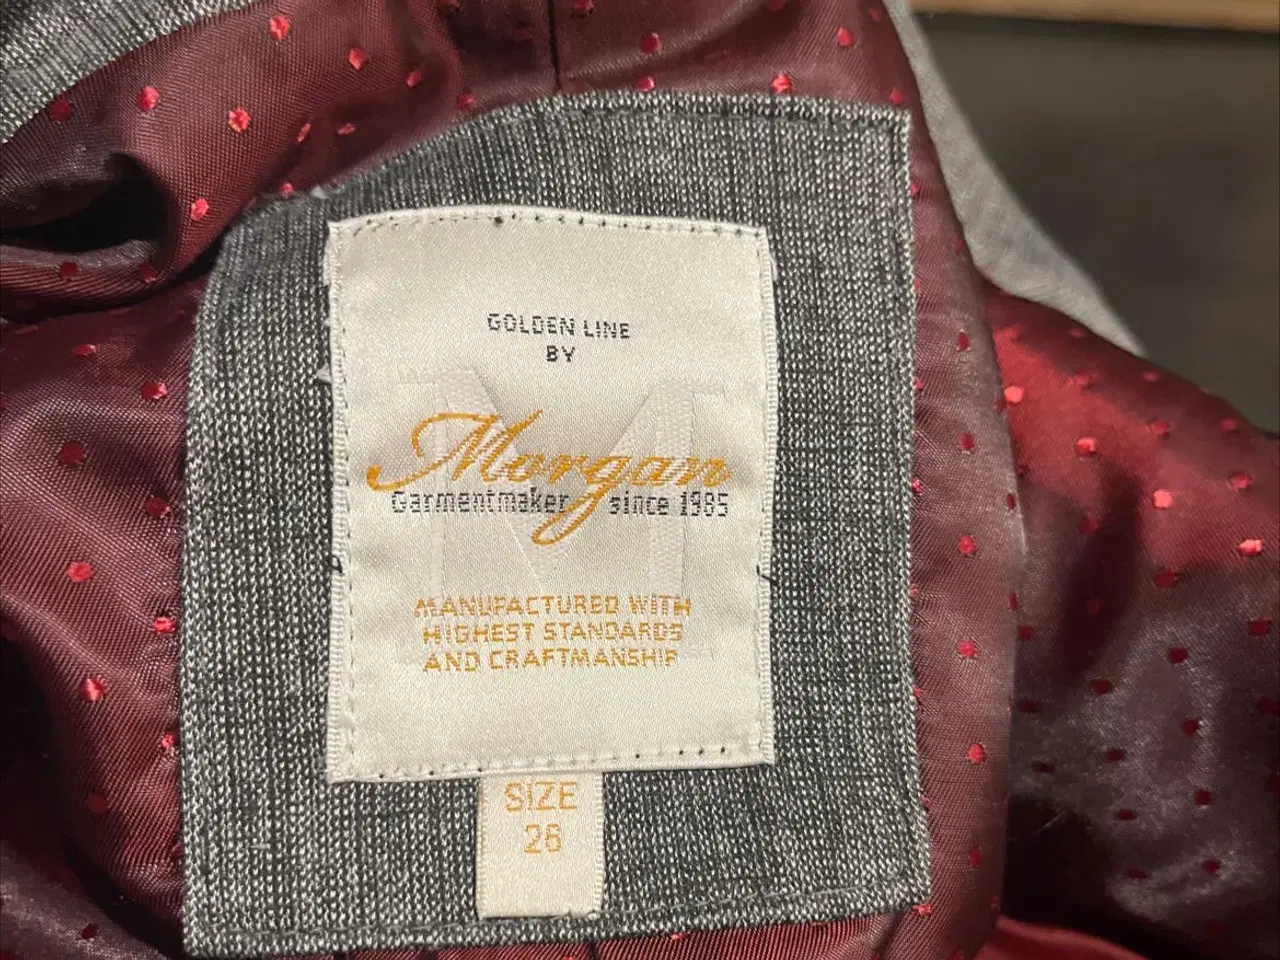 GOLDEN LINE
BY
M
Morgan
Garmentmaker since 1985
MANUFACTURED WITH
HIGHEST STANDARDS
AND CRAFTMANSHIP
SIZE
26